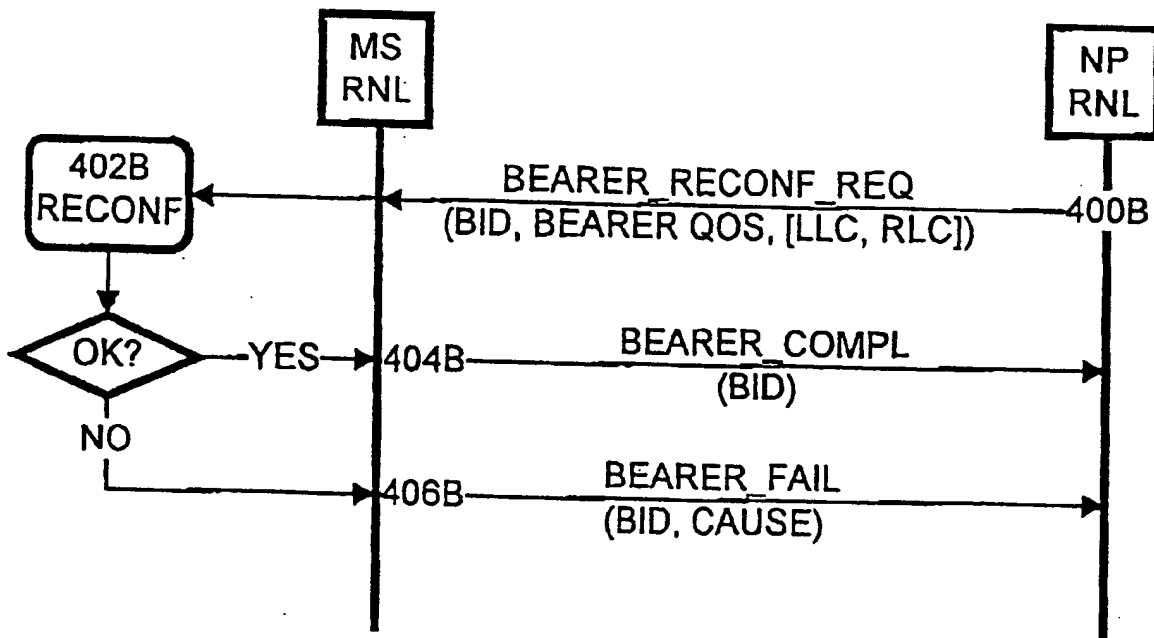 MS
RNL
NP
RNL
402B
RECONF
BEARER_RECONF_REQ
400B
(BID, BEARER QOS, [LLC, RLC])
OK?
YES
404B
BEARER_COMPL
(BID)
NO
406B
BEARER_FAIL
(BID, CAUSE)